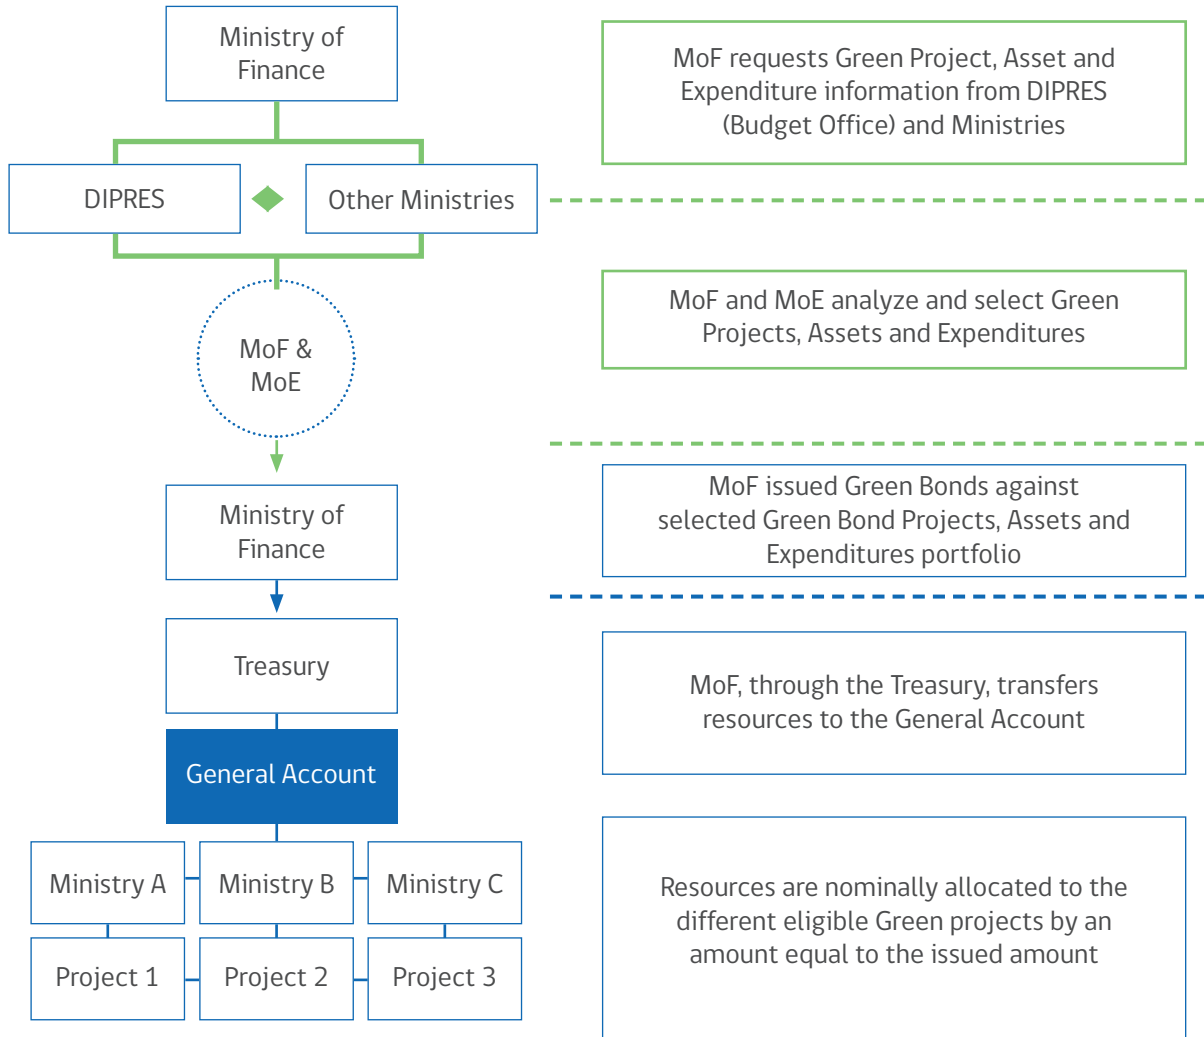 Ministry of
Finance
MoF requests Green Project, Asset and
Expenditure information from DIPRES
(Budget Office) and Ministries
DIPRES
Other Ministries
MoF &
MoE
MoF and MoE analyze and select Green
Projects, Assets and Expenditures
Ministry of
Finance
MoF issued Green Bonds against
selected Green Bond Projects, Assets and
Expenditures portfolio
Treasury
MoF, through the Treasury, transfers
resources to the General Account
General Account
Ministry A
Ministry B
Ministry C
Project 1
Project 2
Project 3
Resources are nominally allocated to the
different eligible Green projects by an
amount equal to the issued amount